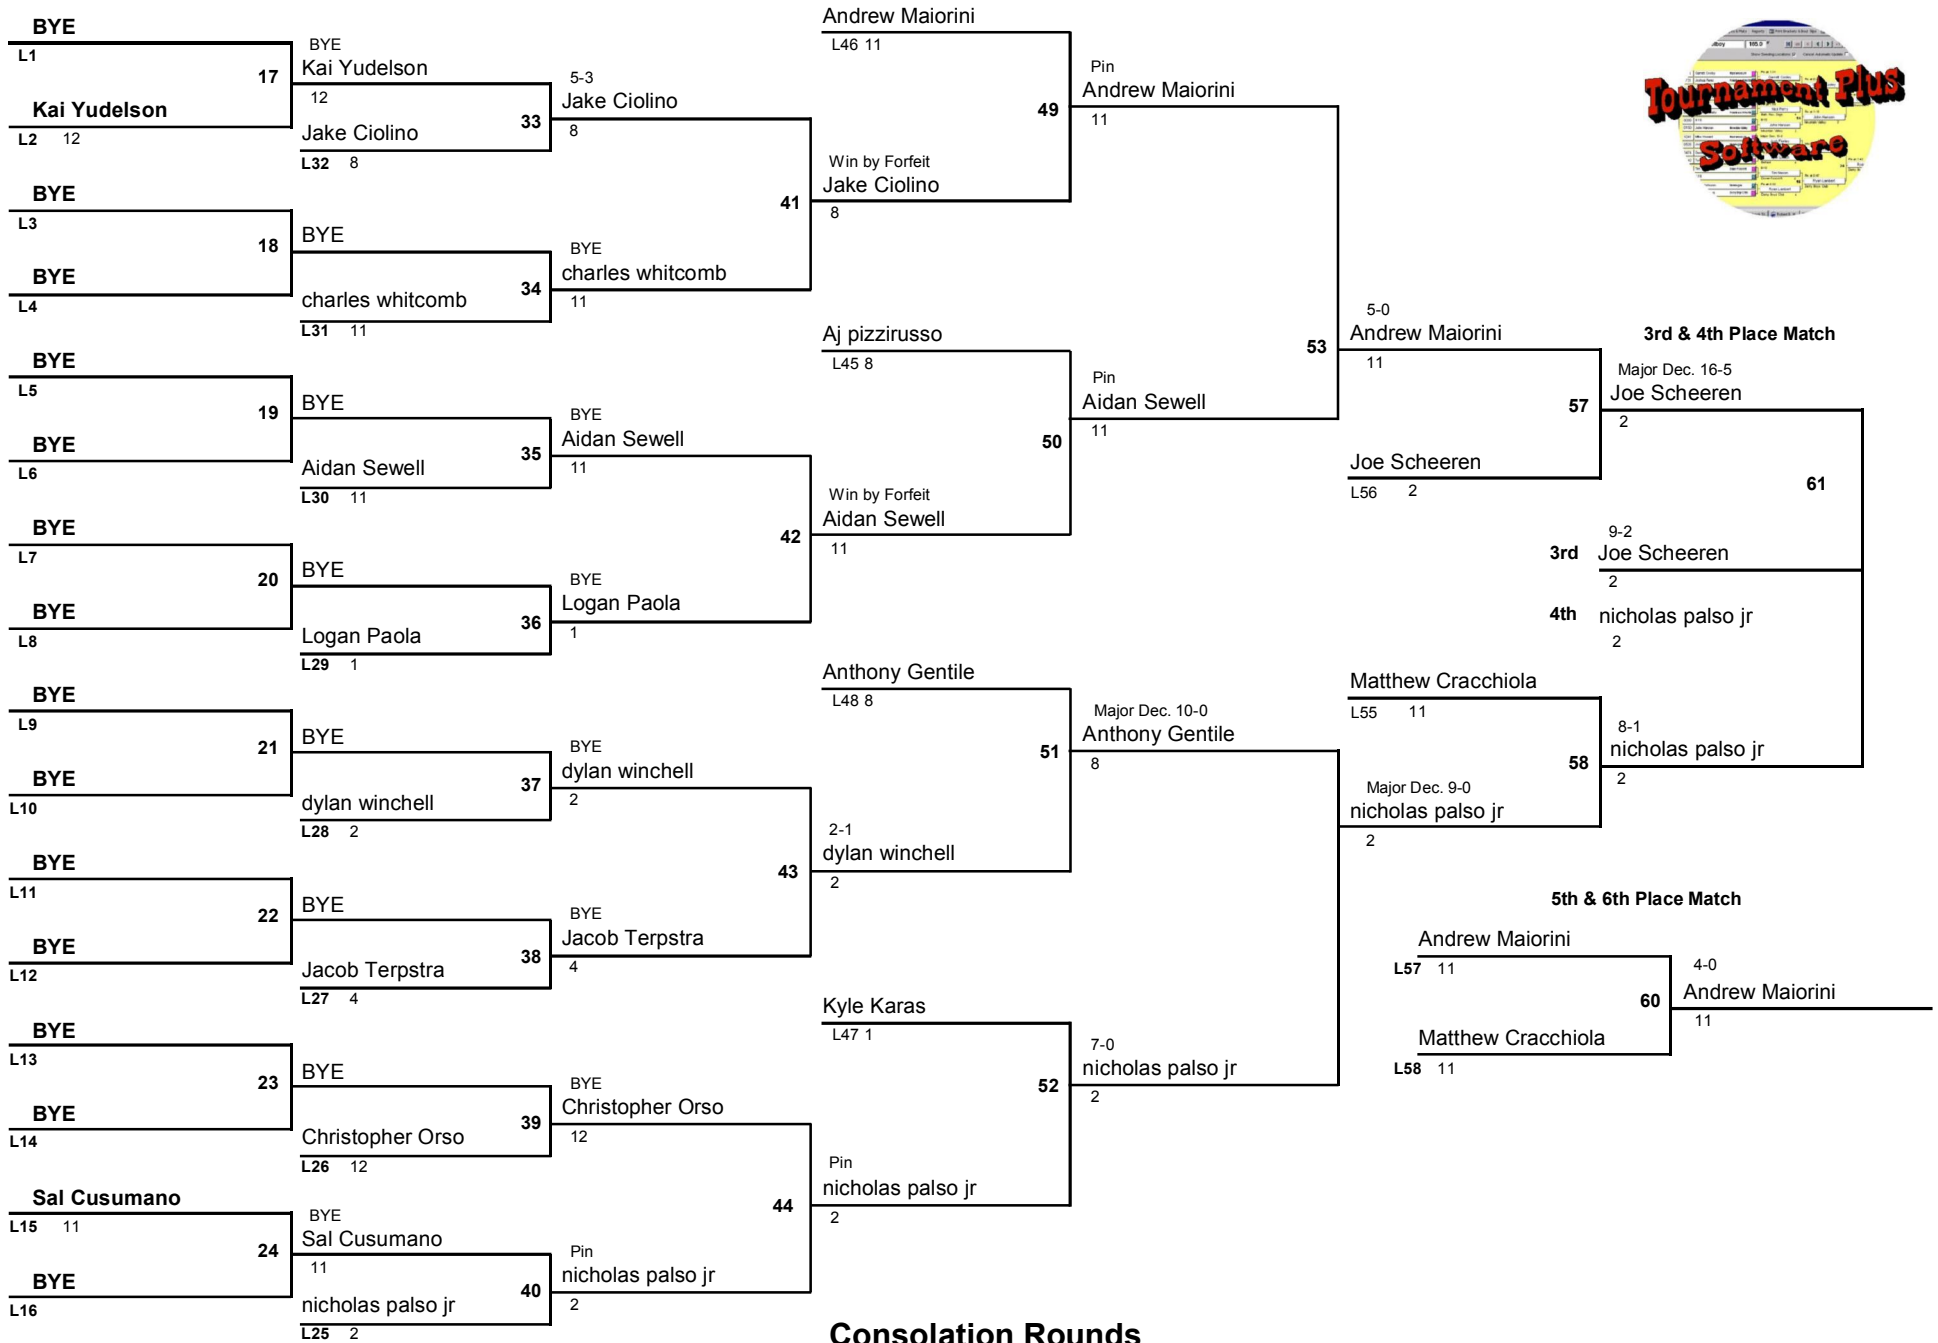 BYE
L1
17
Kai Yudelson
L2 12
BYE
L3
18
BYE
L4
BYE
L5
19
BYE
L6
BYE
L7
20
BYE
L8
BYE
L9
21
BYE
L10
BYE
L11
22
BYE
L12
BYE
L13
23
BYE
L14
Sal Cusumano
L15 11
24
BYE
L16
BYE
Kai Yudelson
12
Jake Ciolino
33
L32 8
BYE
charles whitcomb
34
L31 11
BYE
Aidan Sewell
35
L30 11
BYE
Logan Paola
36
L29 1
BYE
dylan winchell
37
L28 2
BYE
Jacob Terpstra
38
L27 4
BYE
Christopher Orso
39
L26 12
BYE
Sal Cusumano
11
nicholas palso jr
40
L25 2
5-3
Jake Ciolino
8
41
BYE
charles whitcomb
11
BYE
Aidan Sewell
11
42
BYE
Logan Paola
1
BYE
dylan winchell
2
43
BYE
Jacob Terpstra
4
BYE
Christopher Orso
12
44
Pin
nicholas palso jr
2
Andrew Maiorini
L46 11
49
Win by Forfeit
Jake Ciolino
8
Aj pizzirusso
L45 8
50
Win by Forfeit
Aidan Sewell
11
Anthony Gentile
L48 8
51
2-1
dylan winchell
2
Kyle Karas
L47 1
52
Pin
nicholas palso jr
2
Pin
Andrew Maiorini
11
53
Pin
Aidan Sewell
11
Major Dec. 10-0
Anthony Gentile
8
7-0
nicholas palso jr
2
5-0
Andrew Maiorini
11
57
Joe Scheeren
L56 2
Matthew Cracchiola
L55 11
58
Major Dec. 9-0
nicholas palso jr
2
Tournament Plus
Software
3rd & 4th Place Match
Major Dec. 16-5
Joe Scheeren
2
61
9-2
3rd Joe Scheeren
2
4th nicholas palso jr
2
8-1
nicholas palso jr
2
5th & 6th Place Match
Andrew Maiorini
L57 11
60
Matthew Cracchiola
L58 11
4-0
Andrew Maiorini
11
Consolation Rounds